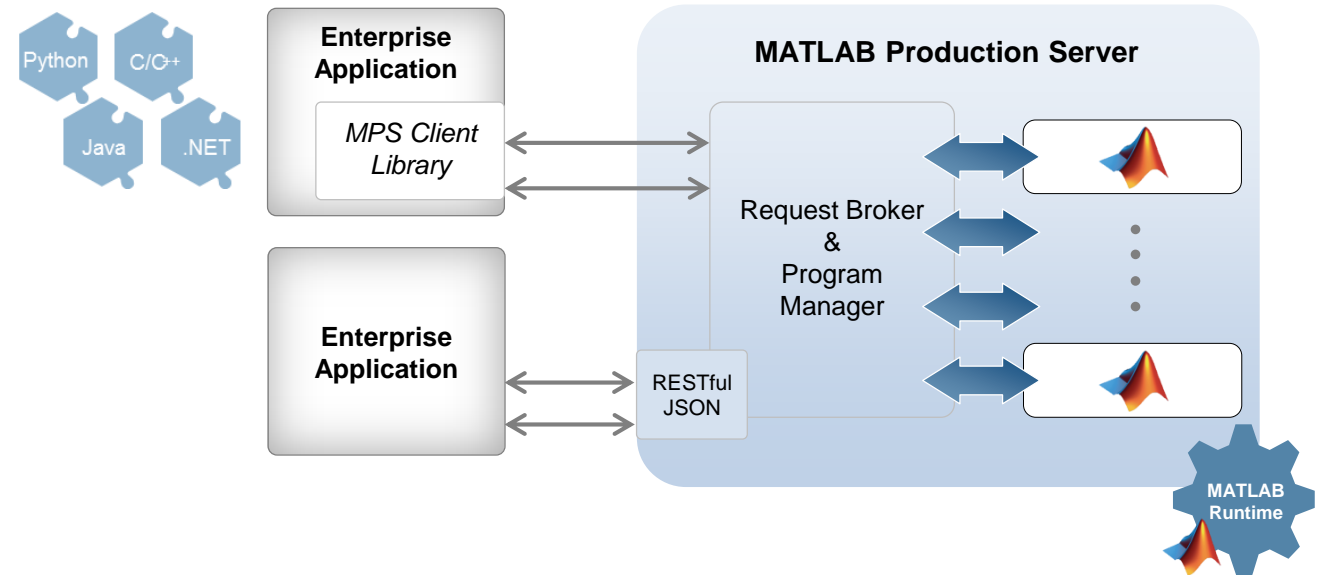 Python
C/C++
Java
.NET
Enterprise
Application
MPS Client
Library
Enterprise
Application
MATLAB Production Server
Request Broker
&
Program
Manager
RESTful
JSON
MATLAB
Runtime